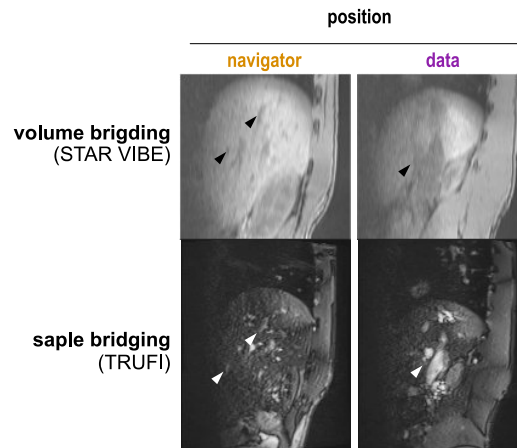 position
navigator
data
volume brigding
(STAR VIBE)
saple bridging
(TRUFI)